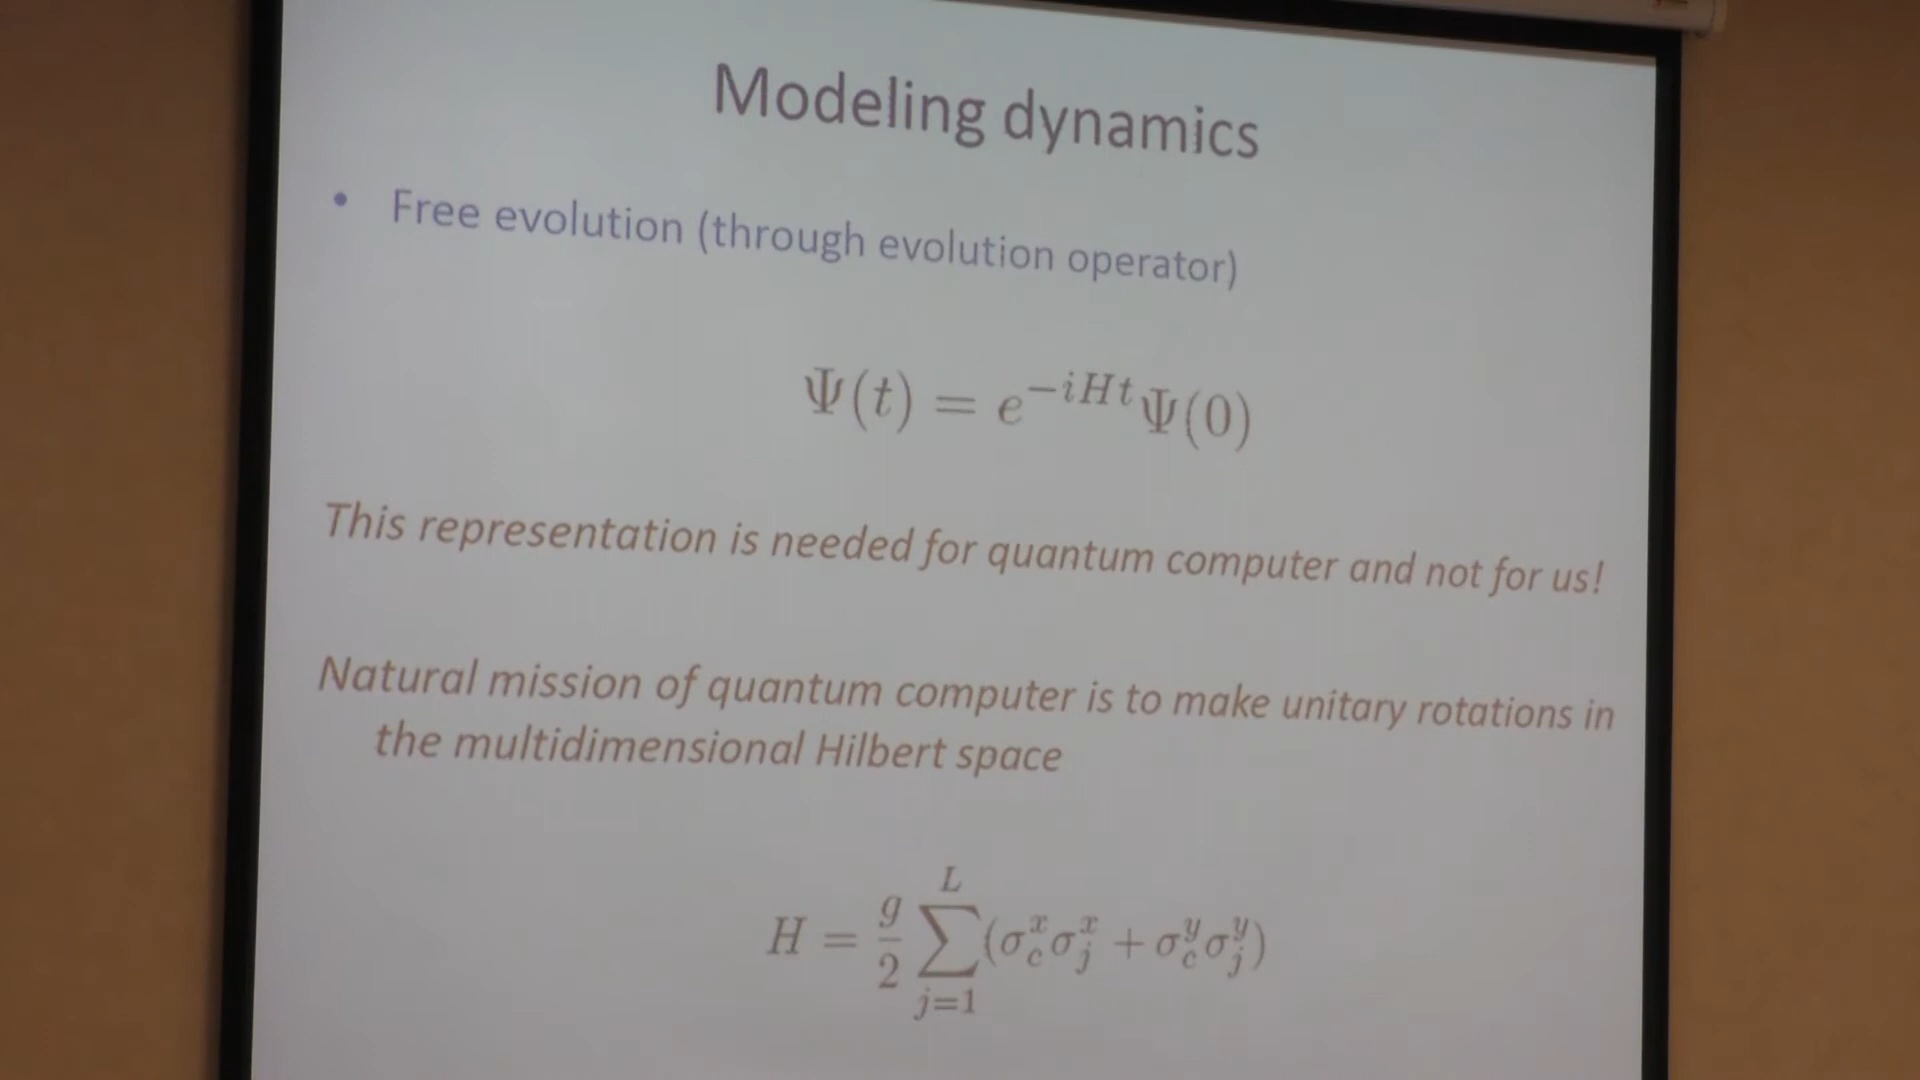 Modeling dynamics
• Free evolution (through evolution operator)
Ψ(t) = e^{-iHt}Ψ(0)
This representation is needed for quantum computer and not for us!
Natural mission of quantum computer is to make unitary rotations in
the multidimensional Hilbert space
H = \frac{g}{2} \sum_{j=1}^{L} (σ_c^x σ_j^x + σ_c^y σ_j^y)